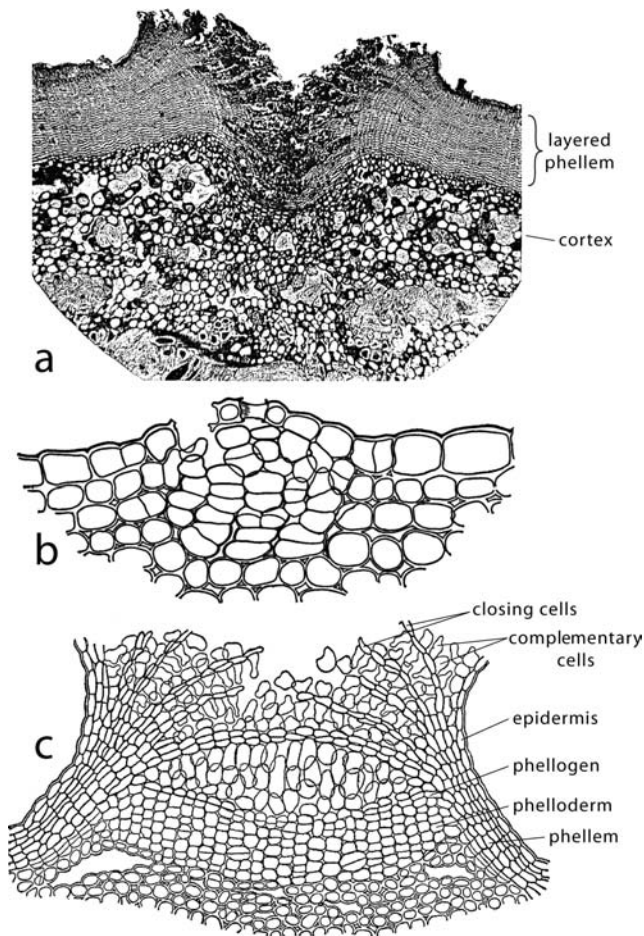 layered
phellem
cortex
a
b
closing cells
complementary
cells
epidermis
c
phellogen
phelloderm
phellem